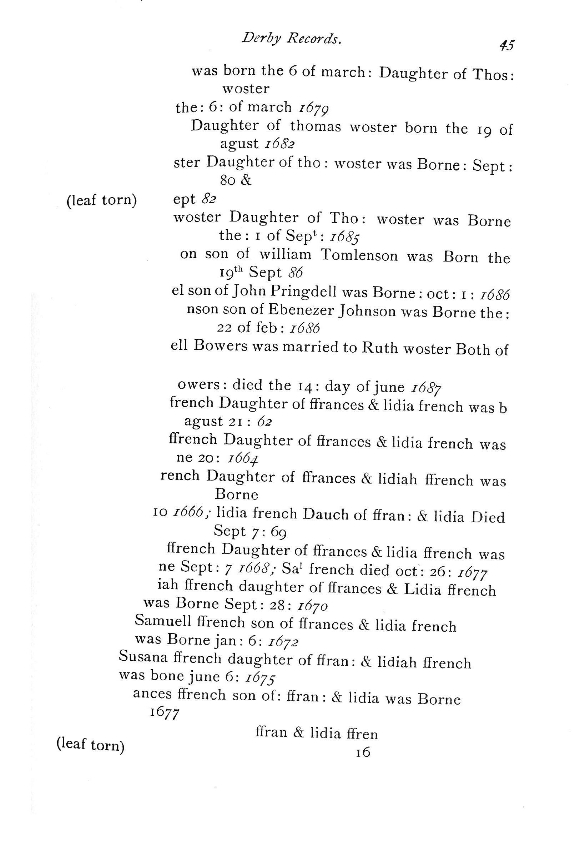 Derby Records.
45
was born the 6 of march: Daughter of Thos:
woster
the: 6: of march 1679
Daughter of thomas woster born the 19 of
agust 1682
ster Daughter of tho: woster was Borne: Sept:
80 &
(leaf torn) ept 82
woster Daughter of Tho: woster was Borne
the: 1 of Sepᵗ: 1685
on son of william Tomlenson was Born the
19ᵗʰ Sept 86
el son of John Pringdell was Borne: oct: 1: 1686
nson son of Ebenezer Johnson was Borne the:
22 of feb: 1686
ell Bowers was married to Ruth woster Both of
owers: died the 14: day of june 1687
french Daughter of ffrances & lidia french was b
agust 21: 62
ffrench Daughter of ffrances & lidia french was
ne 20: 1664
rench Daughter of ffrances & lidiah ffrench was
Borne
10 1666; lidia french Dauch of ffran: & lidia Died
Sept 7: 69
ffrench Daughter of ffrances & lidia ffrench was
ne Sept: 7 1668; Saˡ french died oct: 26: 1677
iah ffrench daughter of ffrances & Lidia ffrench
was Borne Sept: 28: 1670
Samuell ffrench son of ffrances & lidia french
was Borne jan: 6: 1672
Susana ffrench daughter of ffran: & lidiah ffrench
was bone june 6: 1675
ances ffrench son of: ffran: & lidia was Borne
1677
ffran & lidia ffren
(leaf torn) 16